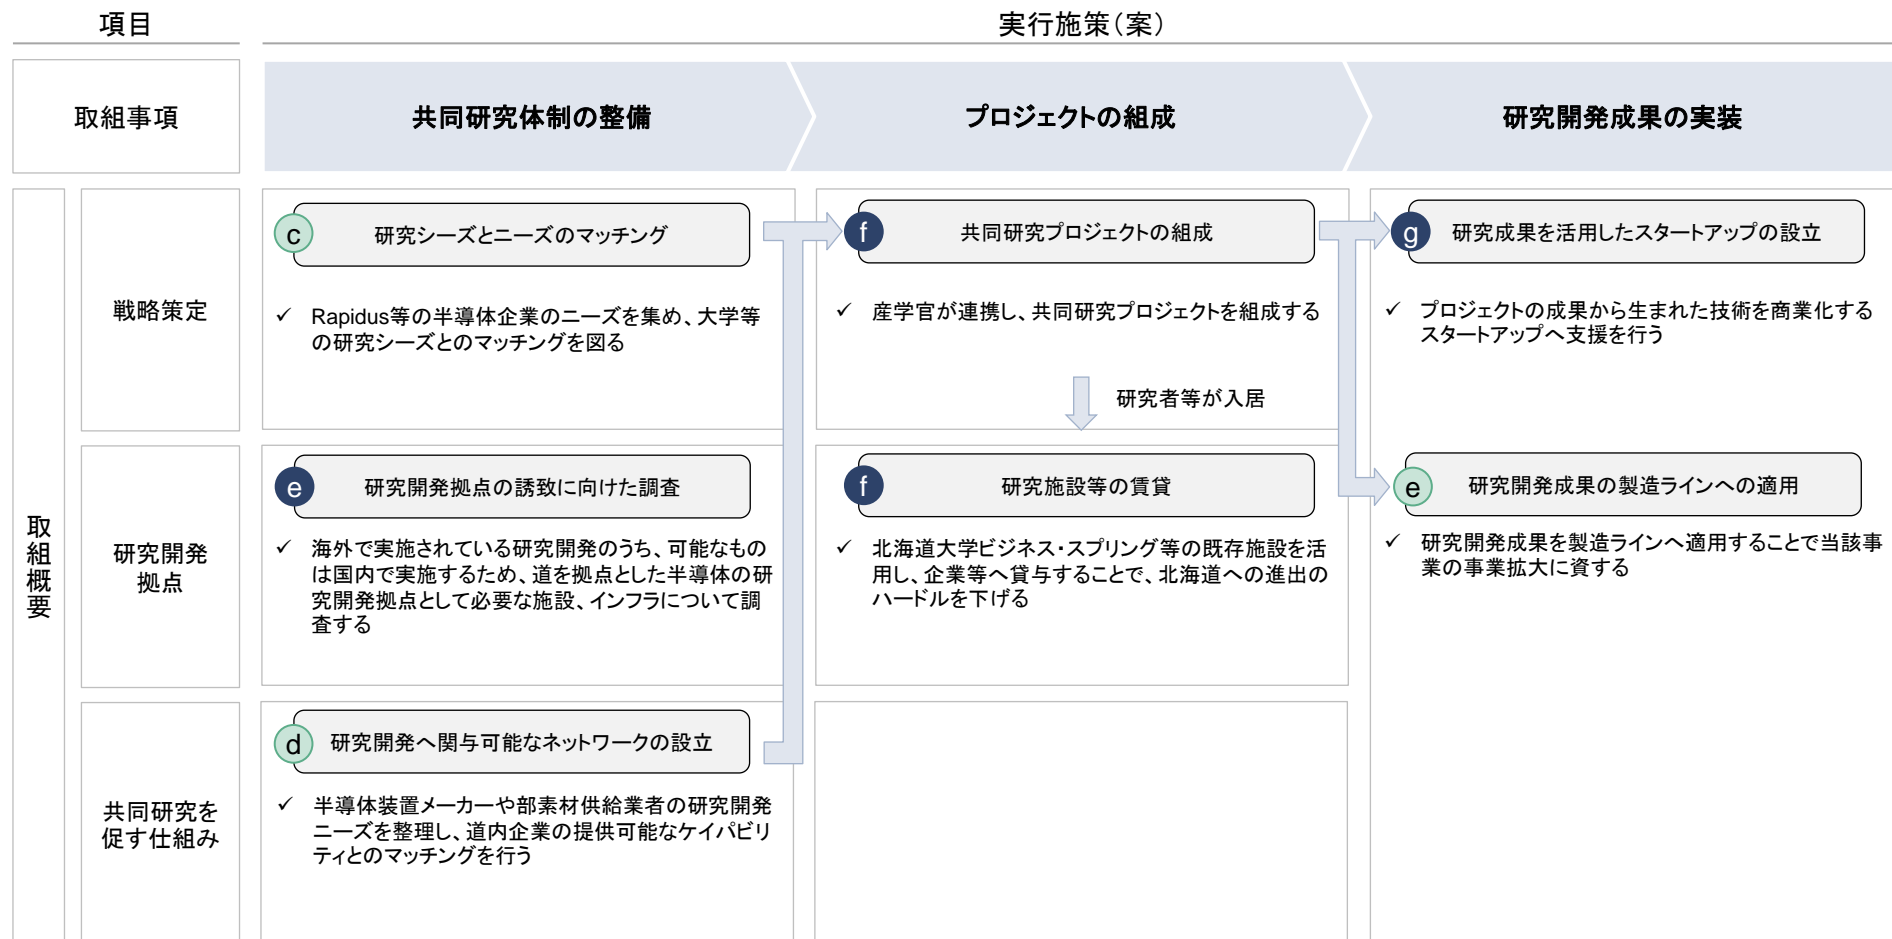 項目
実行施策（案）
取組事項
共同研究体制の整備
プロジェクトの組成
研究開発成果の実装
取組概要
戦略策定
c
研究シーズとニーズのマッチング
✓ Rapidus等の半導体企業のニーズを集め、大学等
の研究シーズとのマッチングを図る
f
共同研究プロジェクトの組成
✓ 産学官が連携し、共同研究プロジェクトを組成する
研究者等が入居
g
研究成果を活用したスタートアップの設立
✓ プロジェクトの成果から生まれた技術を商業化する
スタートアップへ支援を行う
研究開発
拠点
e
研究開発拠点の誘致に向けた調査
✓ 海外で実施されている研究開発のうち、可能なもの
は国内で実施するため、道を拠点とした半導体の研
究開発拠点として必要な施設、インフラについて調
査する
f
研究施設等の賃貸
✓ 北海道大学ビジネス・スプリング等の既存施設を活
用し、企業等へ貸与することで、北海道への進出の
ハードルを下げる
e
研究開発成果の製造ラインへの適用
✓ 研究開発成果を製造ラインへ適用することで当該事
業の事業拡大に資する
共同研究を
促す仕組み
d
研究開発へ関与可能なネットワークの設立
✓ 半導体装置メーカーや部素材供給業者の研究開発
ニーズを整理し、道内企業の提供可能なケイパビリ
ティとのマッチングを行う